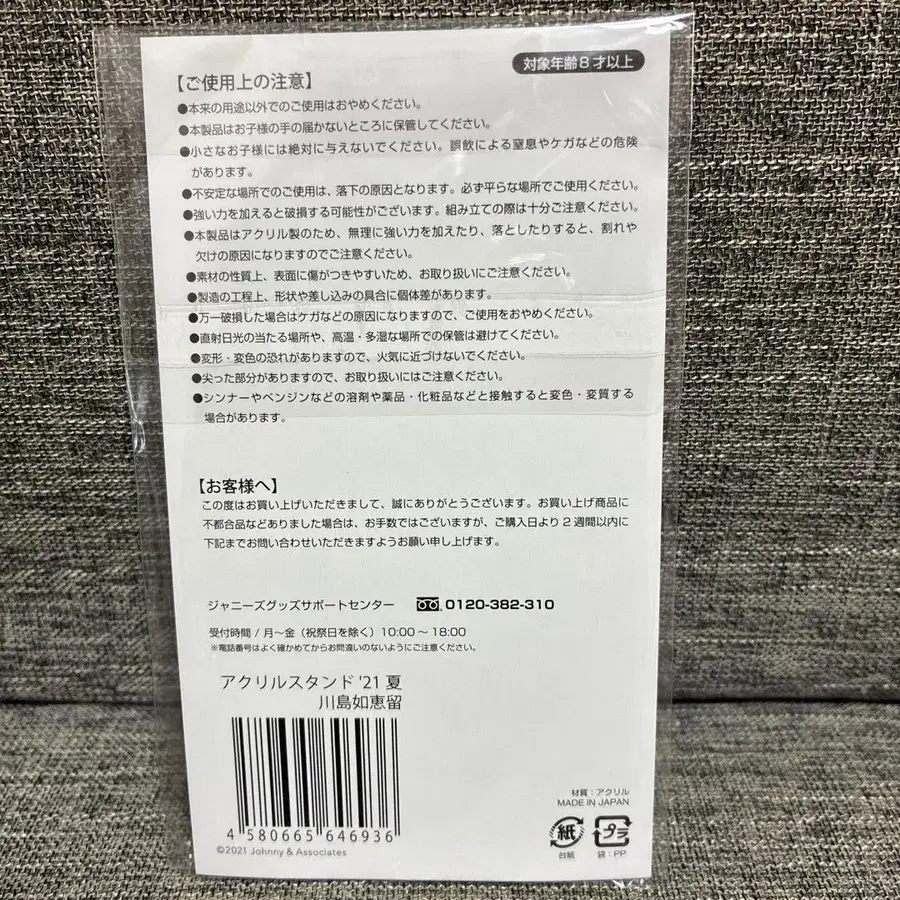 対象年齢8才以上
【ご使用上の注意】
●本来の用途以外でのご使用はおやめください。
●本製品はお子様の手の届かないところに保管してください。
●小さなお子様には絶対に与えないでください。誤飲による窒息やケガなどの危険
があります。
●不安定な場所でのご使用は、落下の原因となります。必ず平らな場所でご使用ください。
●強い力を加えると破損する可能性がございます。組み立ての際は十分ご注意ください。
●本製品はアクリル製のため、無理に強い力を加えたり、落としたりすると、割れや
欠けの原因になりますのでご注意ください。
●素材の性質上、表面に傷がつきやすいため、お取り扱いにご注意ください。
●製造の工程上、形状や差し込みの具合に個体差があります。
●万一破損した場合はケガなどの原因になりますので、ご使用をおやめください。
●直射日光の当たる場所や、高温・多湿な場所での保管は避けてください。
●変形・変色の恐れがありますので、火気に近づけないでください。
●尖った部分がありますので、お取り扱いにはご注意ください。
●シンナーやベンジンなどの溶剤や薬品・化粧品などと接触すると変色・変質する
場合があります。
【お客様へ】
この度はお買い上げいただきまして、誠にありがとうございます。お買い上げ商品に
不都合品などありました場合は、お手数ではございますが、ご購入日より2週間以内に
下記までお問い合わせいただきますようお願い申し上げます。
ジャニーズグッズサポートセンター 0120-382-310
受付時間 / 月〜金（祝祭日を除く）10:00〜18:00
※電話番号はよく確かめてからお間違いのないようにご注意ください。
アクリルスタンド '21 夏
川島如恵留
4 580665 646936
©2021 Johnny & Associates
材質：アクリル
MADE IN JAPAN
紙
台紙
プラ
袋：PP